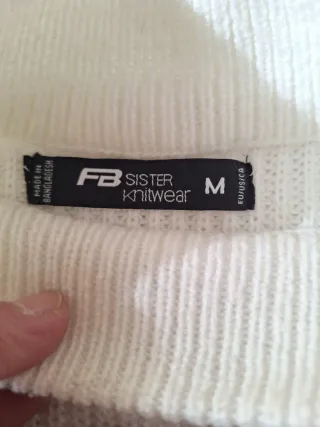 MADE IN
BANGLADESH
FB SISTER
knitwear
M
EU/US/CA